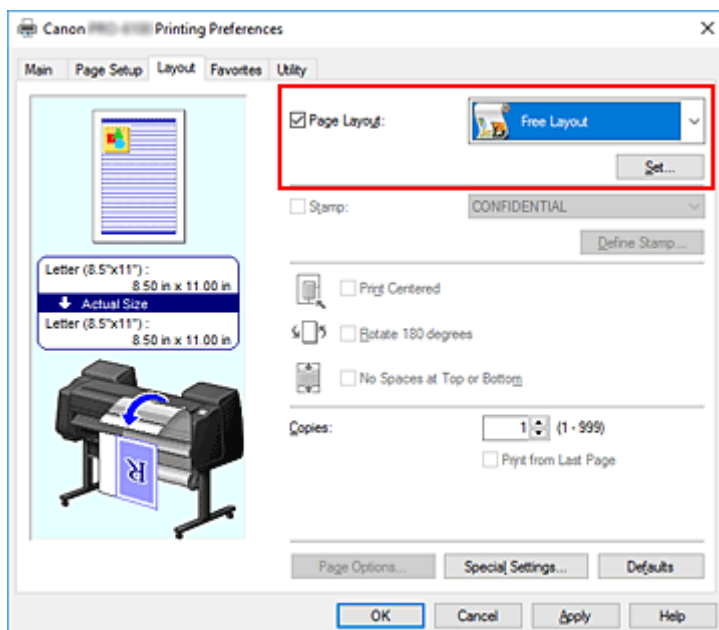 Canon Printing Preferences
Main Page Setup Layout Favorites Utility
Page Layout: Free Layout
Set...
Stamp: CONFIDENTIAL
Define Stamp...
Letter (8.5"x11") :
8.50 in x 11.00 in
Actual Size
Letter (8.5"x11") :
8.50 in x 11.00 in
R
Print Centered
Rotate 180 degrees
No Spaces at Top or Bottom
Copies: 1 (1 - 999)
Print from Last Page
Page Options... Special Settings... Defaults
OK Cancel Apply Help